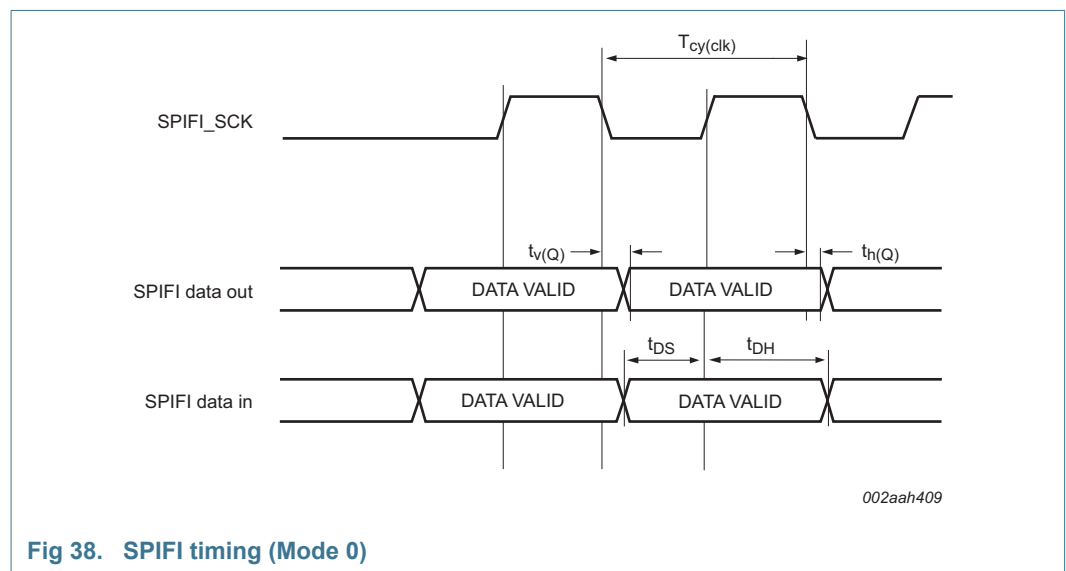 Tcy(clk)
SPIFI_SCK
tv(Q)
th(Q)
SPIFI data out
DATA VALID
DATA VALID
tDS
tDH
SPIFI data in
DATA VALID
DATA VALID
002aah409
Fig 38. SPIFI timing (Mode 0)